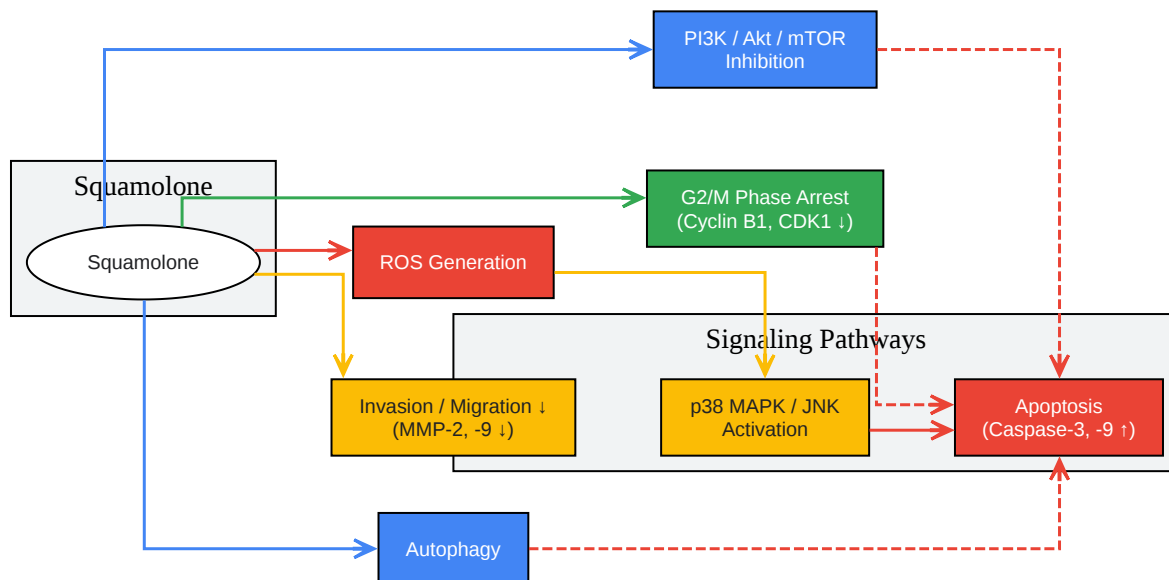 PI3K / Akt / mTOR
Inhibition
Squamolone
G2/M Phase Arrest
(Cyclin B1, CDK1 ↓)
Squamolone
ROS Generation
Signaling Pathways
Invasion / Migration ↓
(MMP-2, -9 ↓)
p38 MAPK / JNK
Activation
Apoptosis
(Caspase-3, -9 ↑)
Autophagy